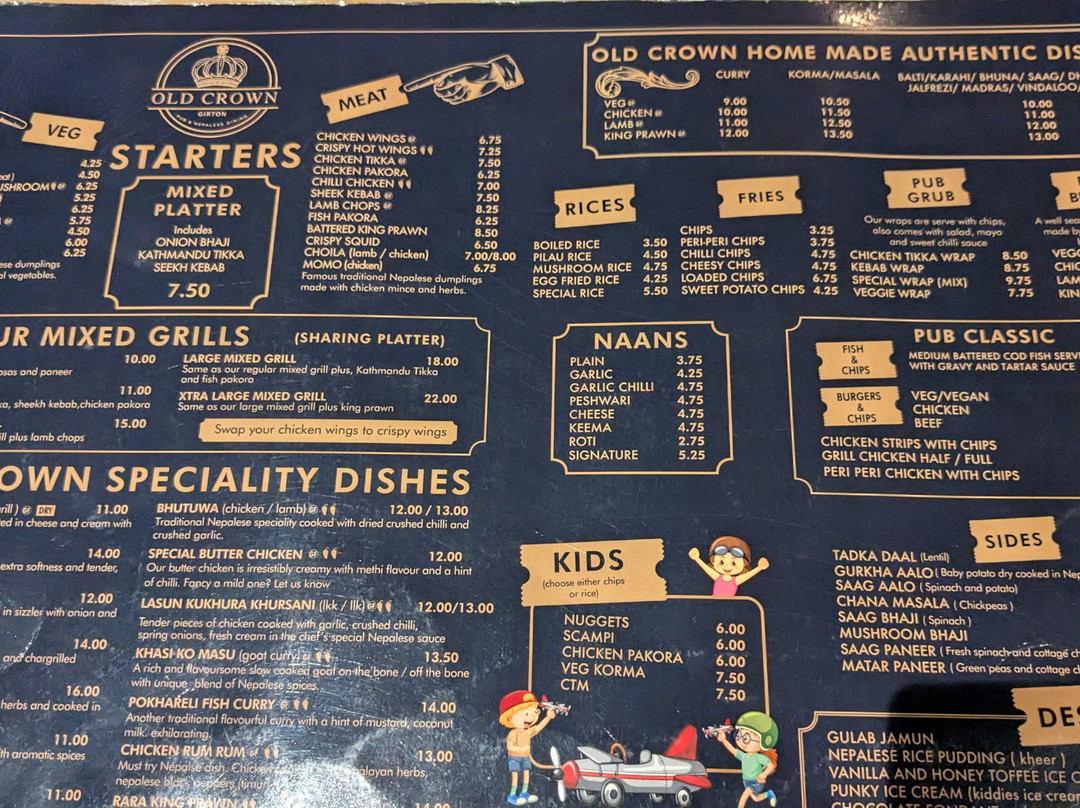 OLD CROWN
GIRTON
PUB & NEPALESE DINING
VEG
4.25
4.50
USHROOM 6.25
5.25
6.25
5.75
4.50
6.00
6.25
ese dumplings
al vegetables.
STARTERS
MIXED
PLATTER
Includes
ONION BHAJI
KATHMANDU TIKKA
SEEKH KEBAB
7.50
MEAT
CHICKEN WINGS 6.75
CRISPY HOT WINGS 7.25
CHICKEN TIKKA 7.50
CHICKEN PAKORA 6.25
CHILLI CHICKEN 7.00
SHEEK KEBAB 7.50
LAMB CHOPS 8.25
FISH PAKORA 6.25
BATTERED KING PRAWN 8.50
CRISPY SQUID 6.50
CHOILA (lamb / chicken) 7.00/8.00
MOMO (chicken) 6.75
Famous traditional Nepalese dumplings
made with chicken mince and herbs.
OLD CROWN HOME MADE AUTHENTIC DIS
CURRY KORMA/MASALA BALTI/KARAHI/ BHUNA/ SAAG/ DH
JALFREZI/ MADRAS/ VINDALOO/
VEG 9.00 10.50 10.00
CHICKEN 10.00 11.50 11.00
LAMB 11.00 12.50 12.00
KING PRAWN 12.00 13.50 13.00
RICES
BOILED RICE 3.50
PILAU RICE 4.50
MUSHROOM RICE 4.75
EGG FRIED RICE 4.25
SPECIAL RICE 5.50
FRIES
CHIPS 3.25
PERI-PERI CHIPS 3.75
CHILLI CHIPS 4.75
CHEESY CHIPS 4.75
LOADED CHIPS 6.75
SWEET POTATO CHIPS 4.25
PUB
GRUB
Our wraps are serve with chips,
also comes with salad, mayo
and sweet chilli sauce
CHICKEN TIKKA WRAP 8.50
KEBAB WRAP 8.75
SPECIAL WRAP (MIX) 9.75
VEGGIE WRAP 7.75
B
A well sea
made by
VEG
CHIC
LAM
KIN
UR MIXED GRILLS (SHARING PLATTER)
10.00
osas and paneer
11.00
ka, sheekh kebab,chicken pakora
15.00
ill plus lamb chops
LARGE MIXED GRILL 18.00
Same as our regular mixed grill plus, Kathmandu Tikka
and fish pakora
XTRA LARGE MIXED GRILL 22.00
Same as our large mixed grill plus king prawn
Swap your chicken wings to crispy wings
NAANS
PLAIN 3.75
GARLIC 4.25
GARLIC CHILLI 4.75
PESHWARI 4.75
CHEESE 4.75
KEEMA 4.75
ROTI 2.75
SIGNATURE 5.25
PUB CLASSIC
FISH
&
CHIPS
MEDIUM BATTERED COD FISH SERV
WITH GRAVY AND TARTAR SAUCE
BURGERS
&
CHIPS
VEG/VEGAN
CHICKEN
BEEF
CHICKEN STRIPS WITH CHIPS
GRILL CHICKEN HALF / FULL
PERI PERI CHICKEN WITH CHIPS
OWN SPECIALITY DISHES
rill ) DRY 11.00
ed in cheese and cream with
14.00
extra softness and tender,
12.00
in sizzler with onion and
14.00
and chargrilled
16.00
herbs and cooked in
11.00
ith aromatic spices
11.00
BHUTUWA (chicken / lamb) 12.00 / 13.00
Traditional Nepalese speciality cooked with dried crushed chilli and
crushed garlic.
SPECIAL BUTTER CHICKEN 12.00
Our butter chicken is irresistibly creamy with methi flavour and a hint
of chilli. Fancy a mild one? Let us know
LASUN KUKHURA KHURSANI (lkk / llk) 12.00/13.00
Tender pieces of chicken cooked with garlic, crushed chilli,
spring onions, fresh cream in the chef's special Nepalese sauce
KHASI KO MASU (goat curry) 13.50
A rich and flavoursome slow cooked goat on the bone / off the bone
with unique blend of Nepalese spices.
POKHARELI FISH CURRY 14.00
Another traditional flavourful curry with a hint of mustard, coconut
milk. exhilarating.
CHICKEN RUM RUM 13.00
Must try Nepalse dish. Chicken alayan herbs,
nepalese black peppers (timur)
RARA KING PRAWN 14.00
KIDS
(choose either chips
or rice)
NUGGETS 6.00
SCAMPI 6.00
CHICKEN PAKORA 6.00
VEG KORMA 7.50
CTM 7.50
SIDES
TADKA DAAL (Lentil)
GURKHA AALO ( Baby potato dry cooked in Nep
SAAG AALO ( Spinach and potato)
CHANA MASALA ( Chickpeas )
SAAG BHAJI ( Spinach )
MUSHROOM BHAJI
SAAG PANEER ( Fresh spinach and cottage ch
MATAR PANEER ( Green peas and cottage ch
DES
GULAB JAMUN
NEPALESE RICE PUDDING ( kheer )
VANILLA AND HONEY TOFFEE ICE C
PUNKY ICE CREAM (kiddies ice cream